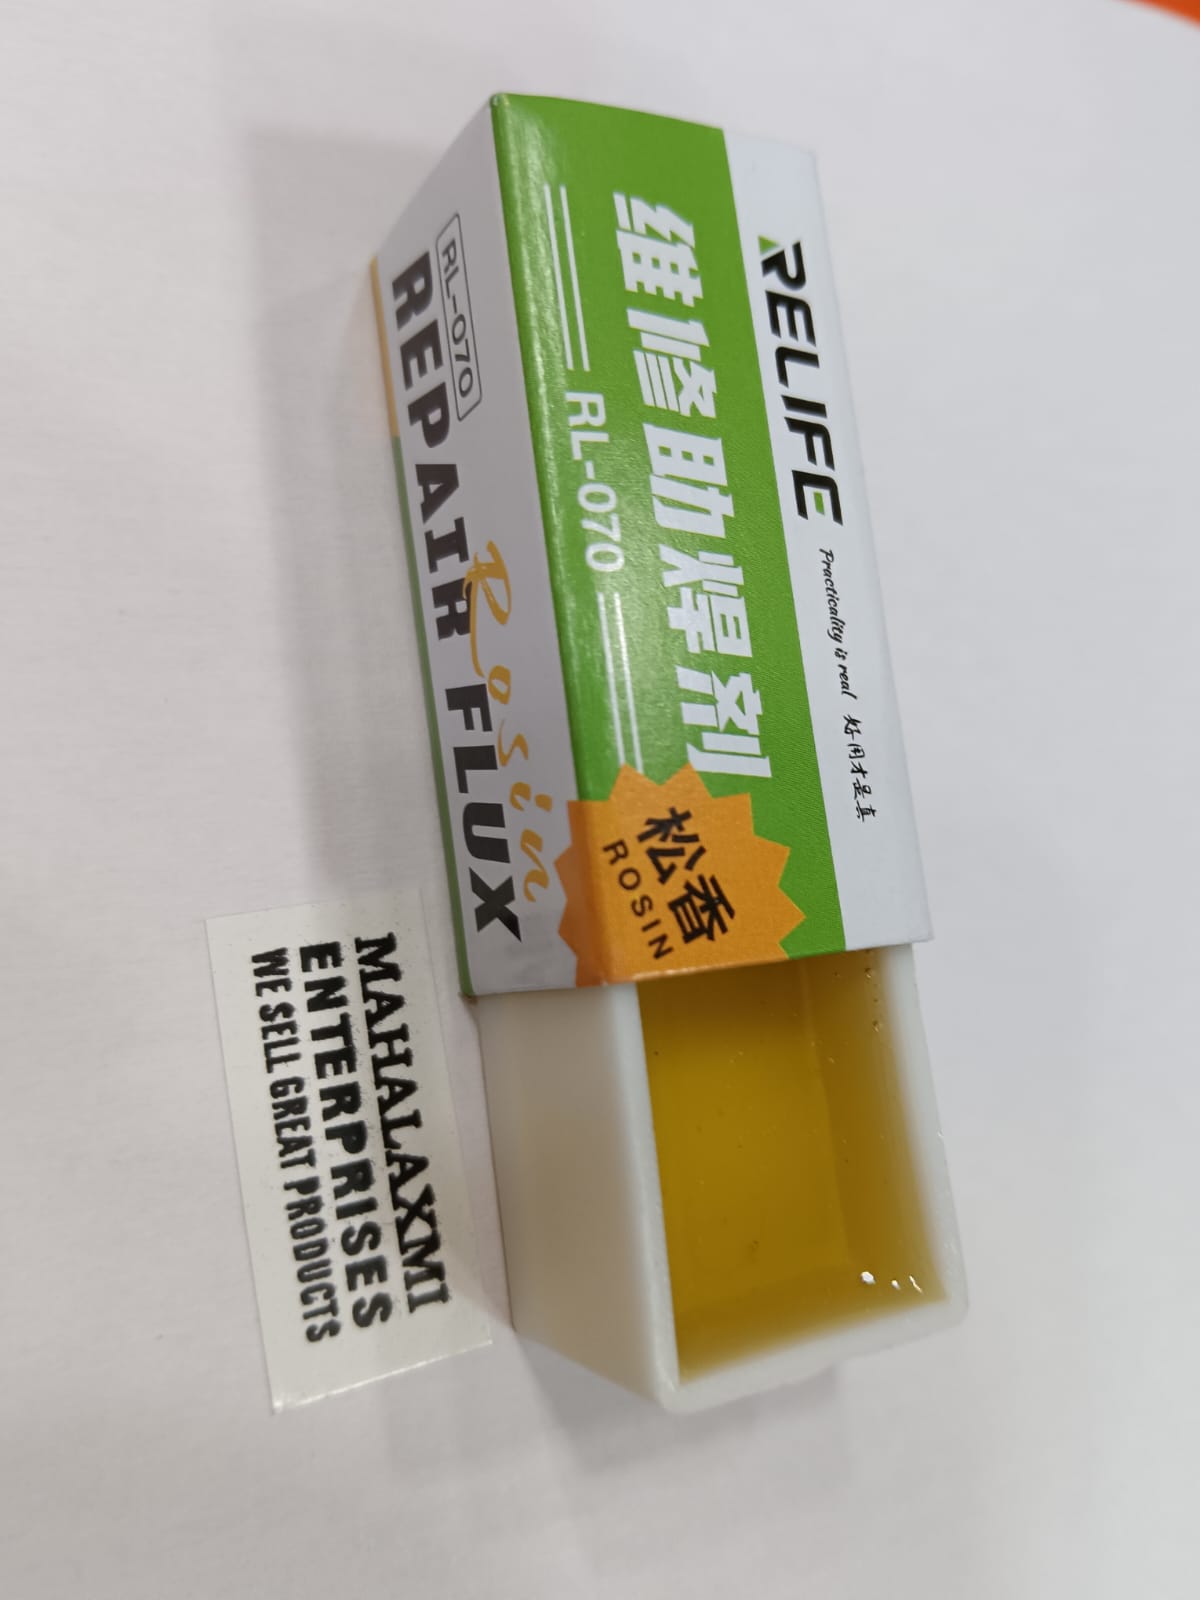 RELIFE
Practicality is real 好用才是真
维修助焊剂
RL-070
松香
ROSIN
RL-070
REPAIR FLUX
Rosin
MAHALAXMI
ENTERPRISES
WE SELL GREAT PRODUCTS